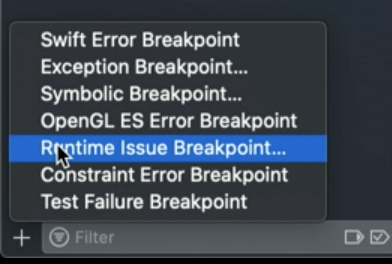 Swift Error Breakpoint
Exception Breakpoint...
Symbolic Breakpoint...
OpenGL ES Error Breakpoint
Runtime Issue Breakpoint...
Constraint Error Breakpoint
Test Failure Breakpoint
+ Filter